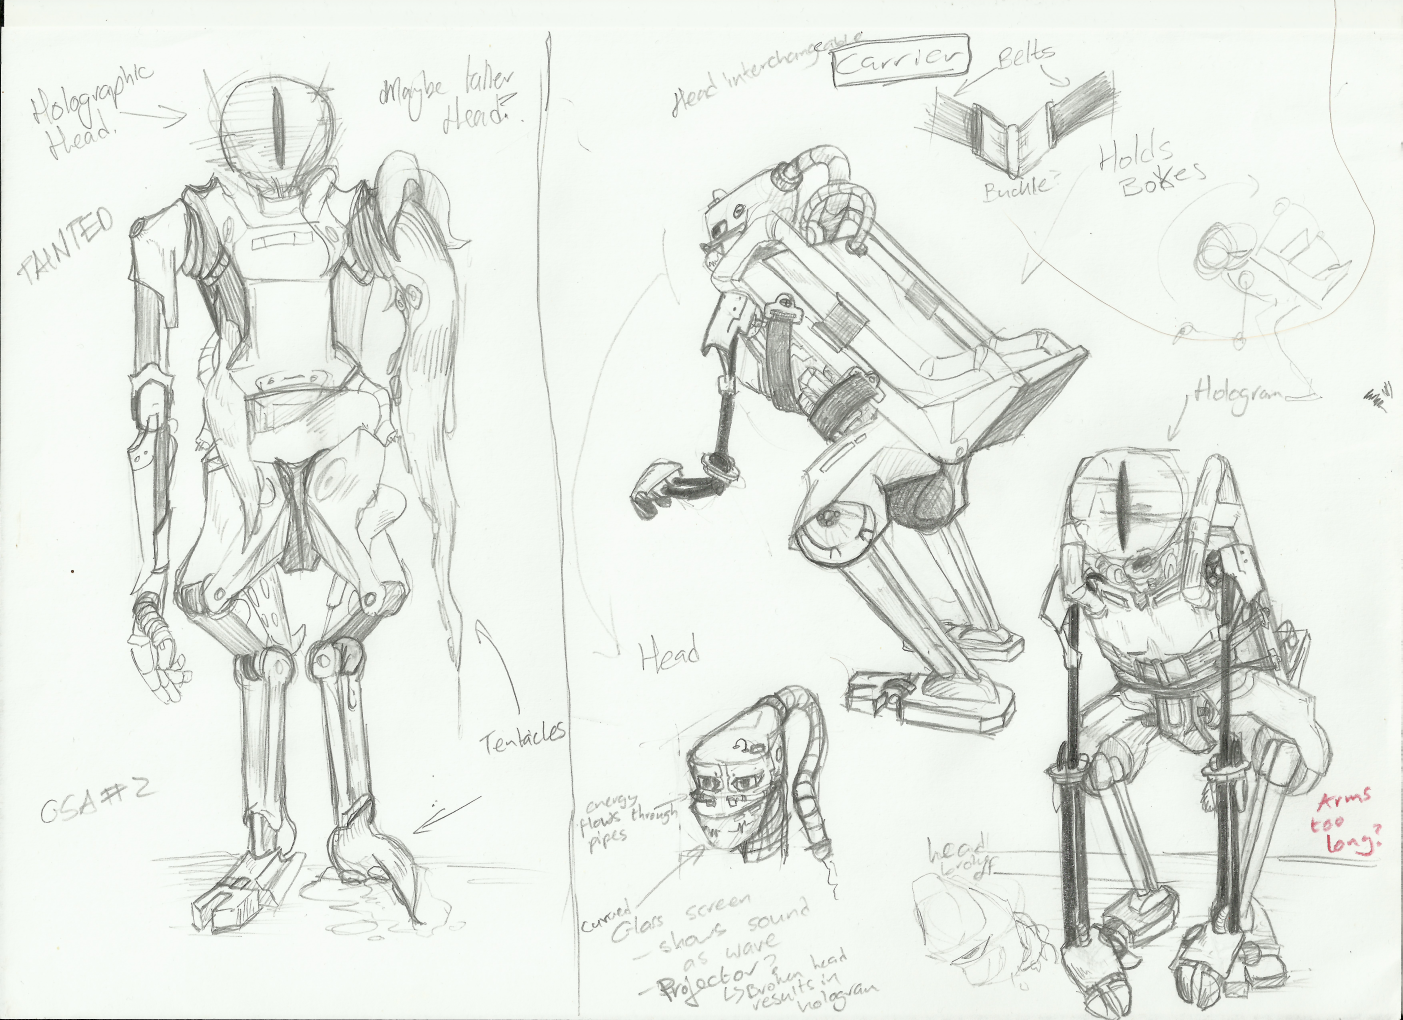 Holographic
Head.
Maybe taller
Head?
TAINTED
GSA#2
Tentacles
Head Interchangeable
Carrier
Belts
Buckle?
Holds
Boxes
Hologram
Head
energy
flows through
pipes
curved
Glass screen
- shows sound
as wave
- Projector?
↳ Broken head
results in
hologram
head
Arms
too
long?